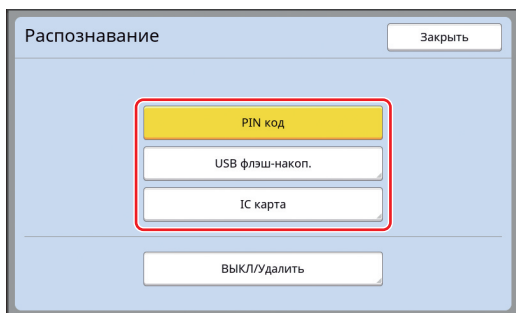 Распознавание
Закрыть
PIN код
USB флэш-накоп.
IC карта
ВЫКЛ/Удалить